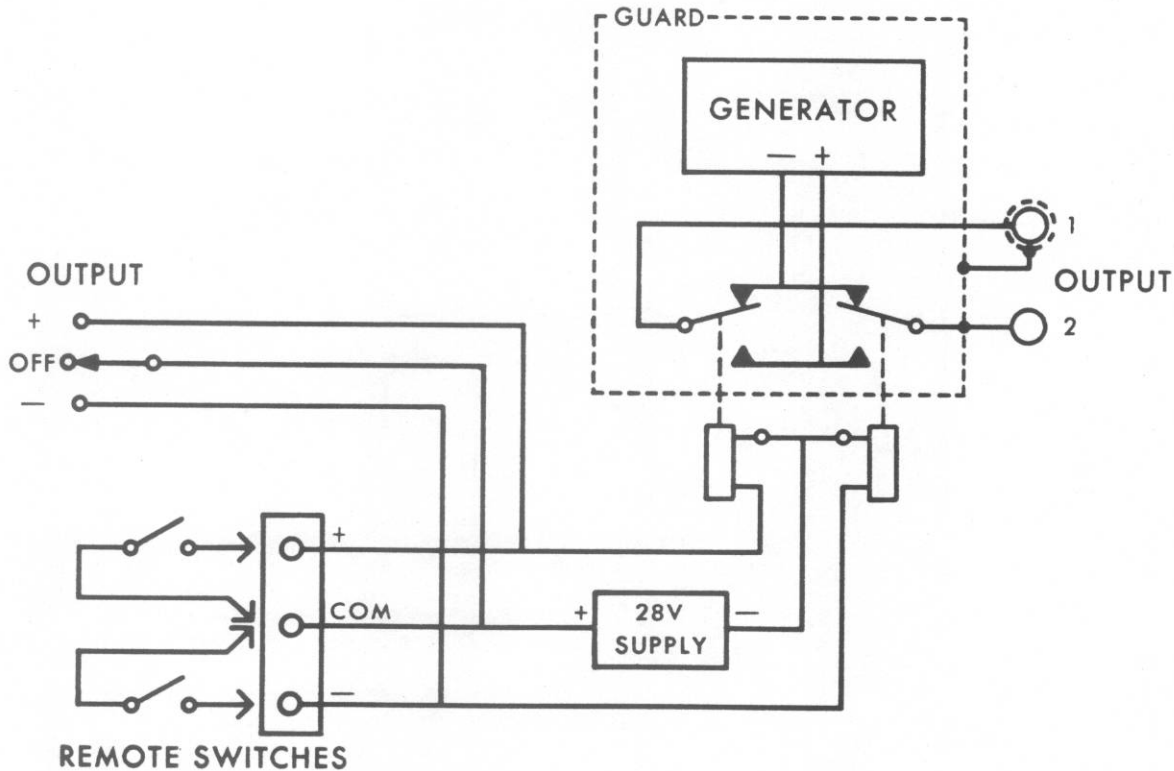 GUARD
GENERATOR
— +
1
OUTPUT
2
OUTPUT
+
OFF
—
+
COM
+ 28V —
SUPPLY
—
REMOTE SWITCHES